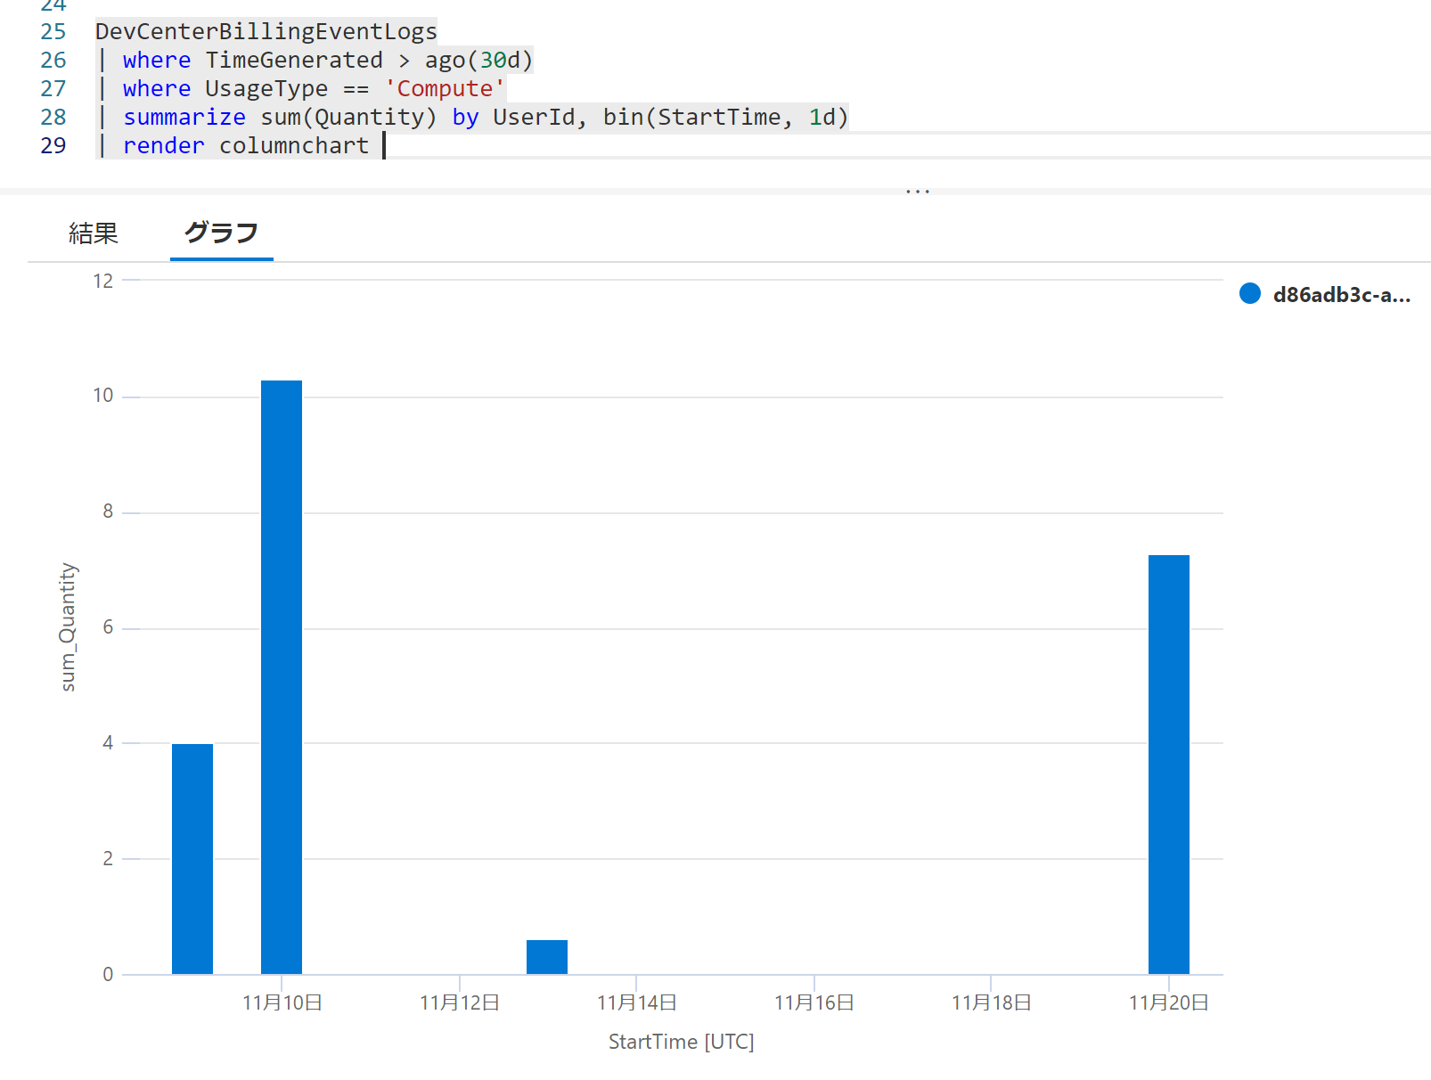 24
25 DevCenterBillingEventLogs
26 | where TimeGenerated > ago(30d)
27 | where UsageType == 'Compute'
28 | summarize sum(Quantity) by UserId, bin(StartTime, 1d)
29 | render columnchart
...
結果 グラフ
12
d86adb3c-a...
10
8
6
4
2
0
sum_Quantity
11月10日 11月12日 11月14日 11月16日 11月18日 11月20日
StartTime [UTC]